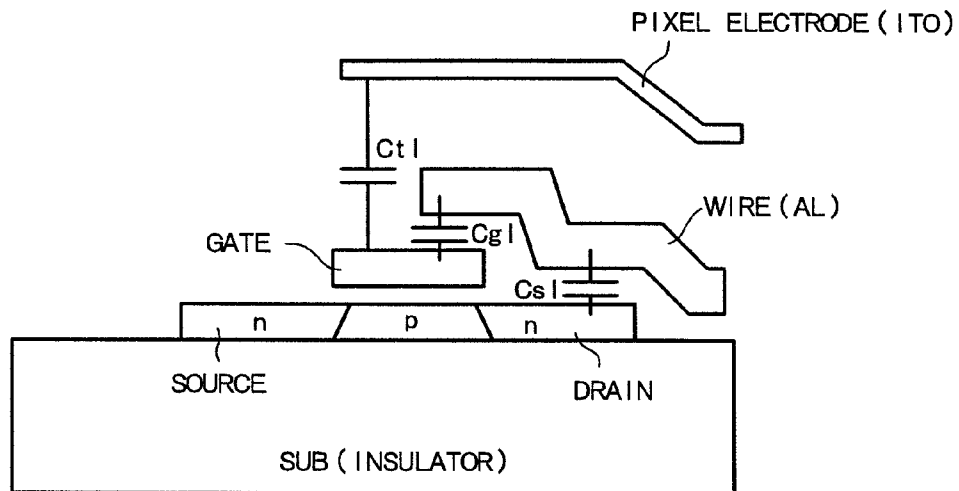 PIXEL ELECTRODE(ITO)
Ctl
WIRE(AL)
GATE
Cgl
Csl
n
p
n
SOURCE
DRAIN
SUB(INSULATOR)